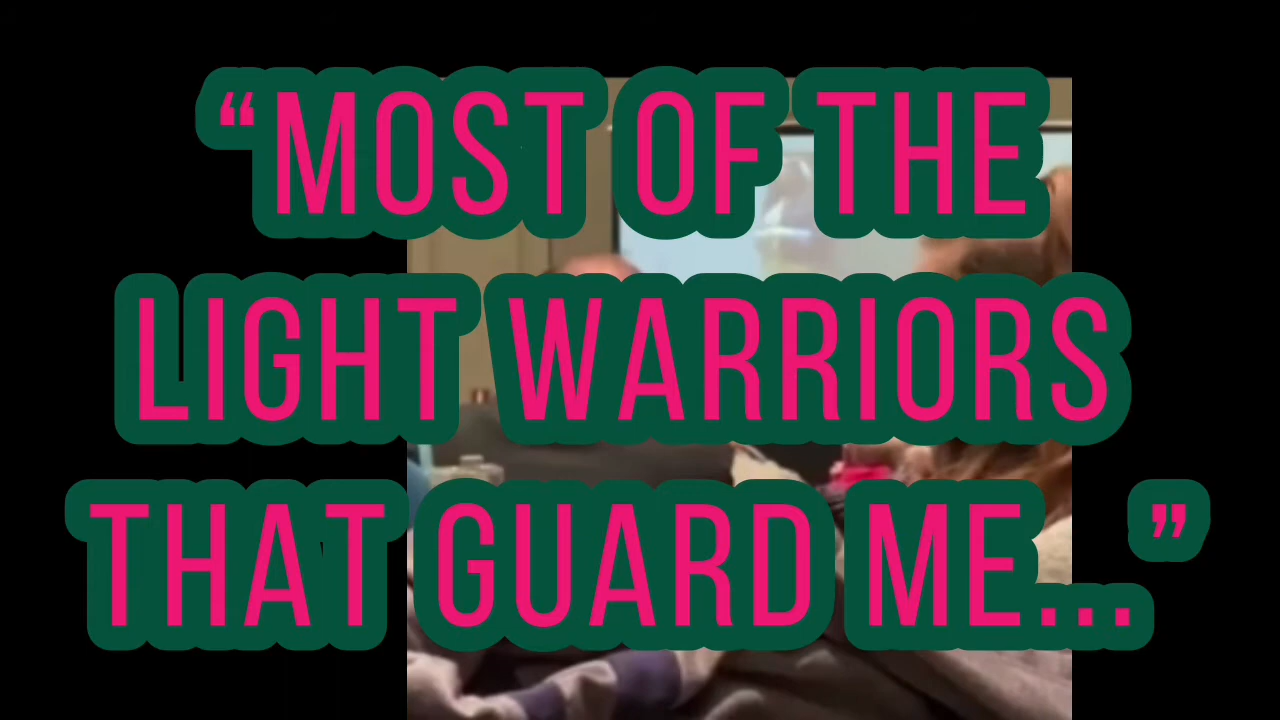 “MOST OF THE
LIGHT WARRIORS
THAT GUARD ME...”